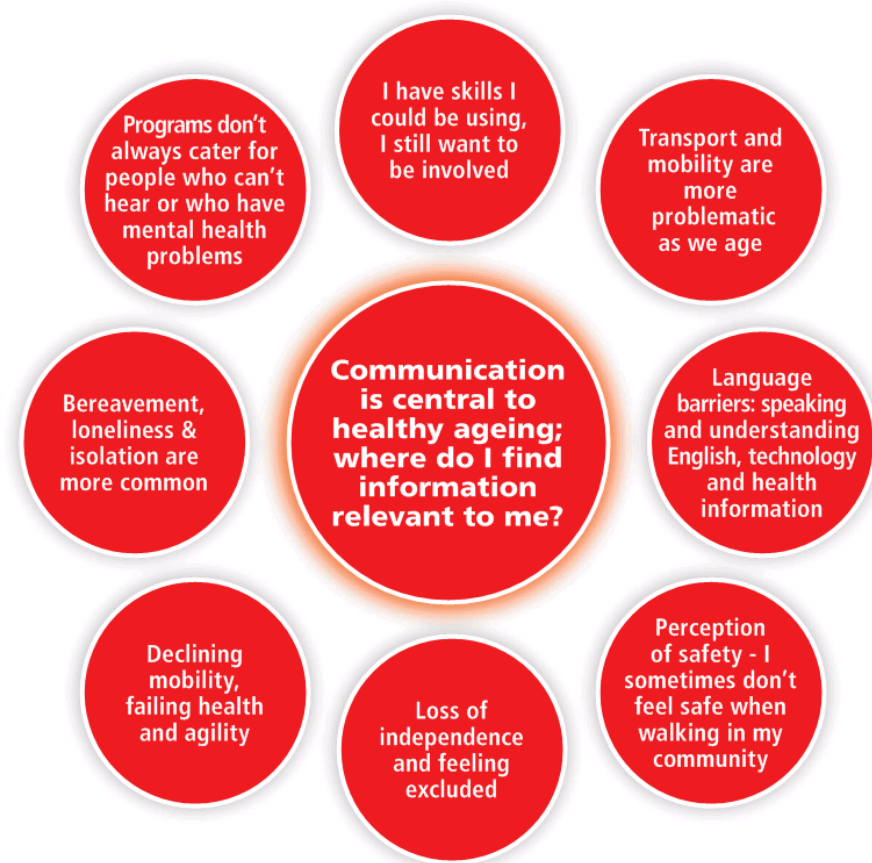 I have skills I
could be using,
I still want to
be involved
Programs don't
always cater for
people who can't
hear or who have
mental health
problems
Transport and
mobility are
more
problematic
as we age
Communication
is central to
healthy ageing;
where do I find
information
relevant to me?
Bereavement,
loneliness &
isolation are
more common
Language
barriers: speaking
and understanding
English, technology
and health
information
Declining
mobility,
failing health
and agility
Loss of
independence
and feeling
excluded
Perception
of safety - I
sometimes don't
feel safe when
walking in my
community